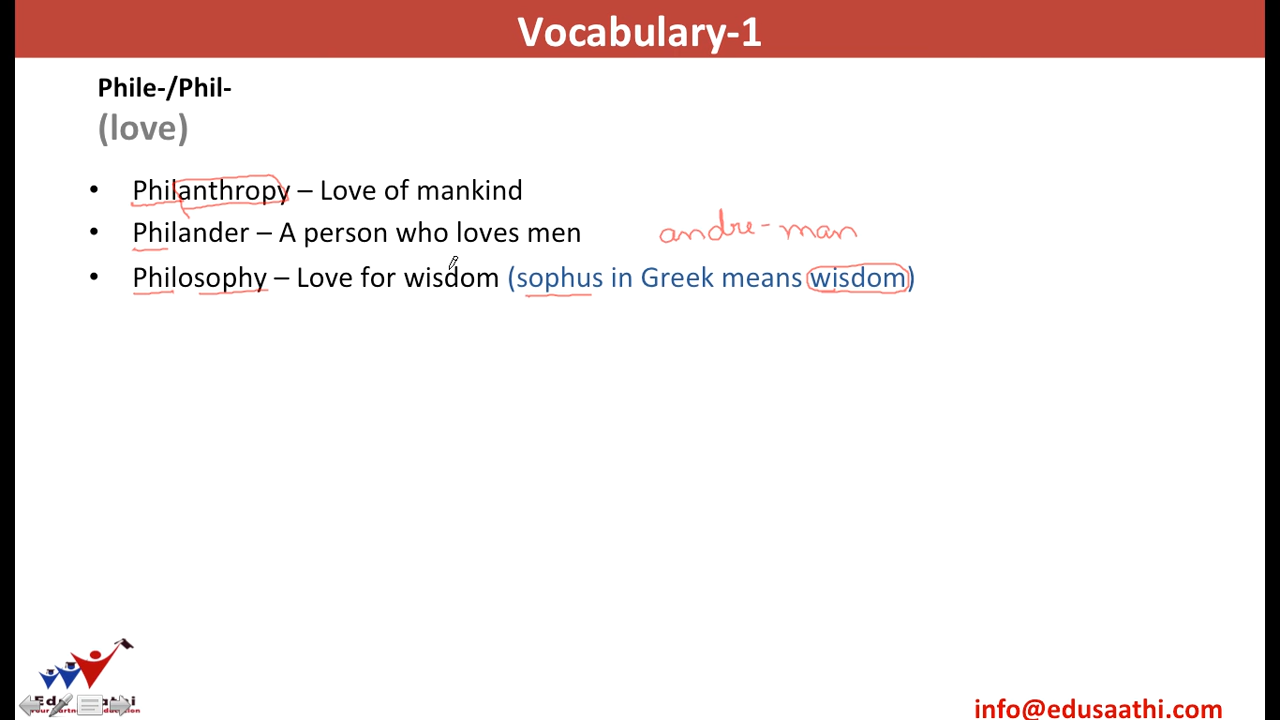 Vocabulary-1
Phile-/Phil-
(love)
• Philanthropy – Love of mankind
• Philander – A person who loves men andre-man
• Philosophy – Love for wisdom (sophus in Greek means wisdom)
info@edusaathi.com